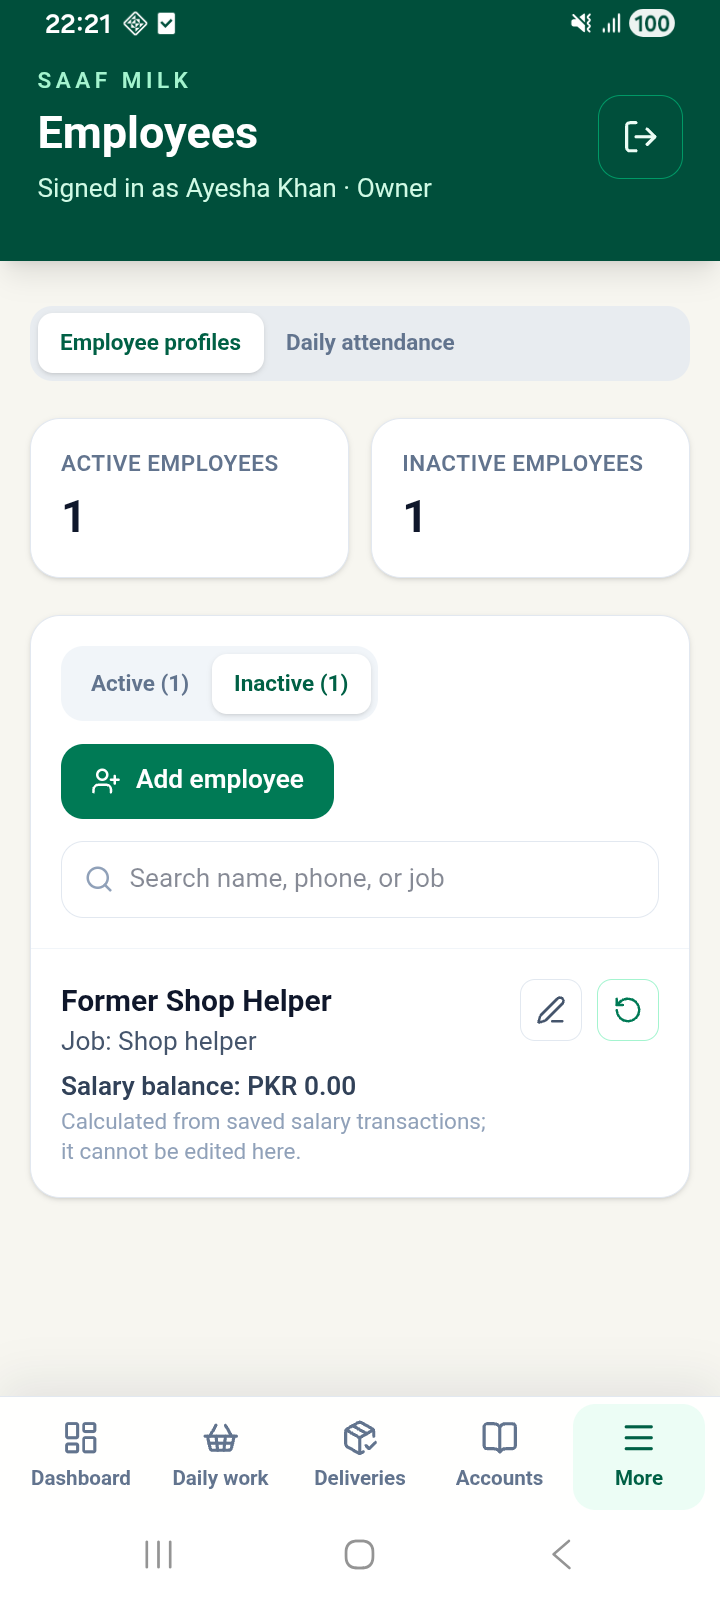 22:21
100
SAAF MILK
Employees
Signed in as Ayesha Khan · Owner
Employee profiles
Daily attendance
ACTIVE EMPLOYEES
1
INACTIVE EMPLOYEES
1
Active (1)
Inactive (1)
Add employee
Search name, phone, or job
Former Shop Helper
Job: Shop helper
Salary balance: PKR 0.00
Calculated from saved salary transactions;
it cannot be edited here.
Dashboard
Daily work
Deliveries
Accounts
More